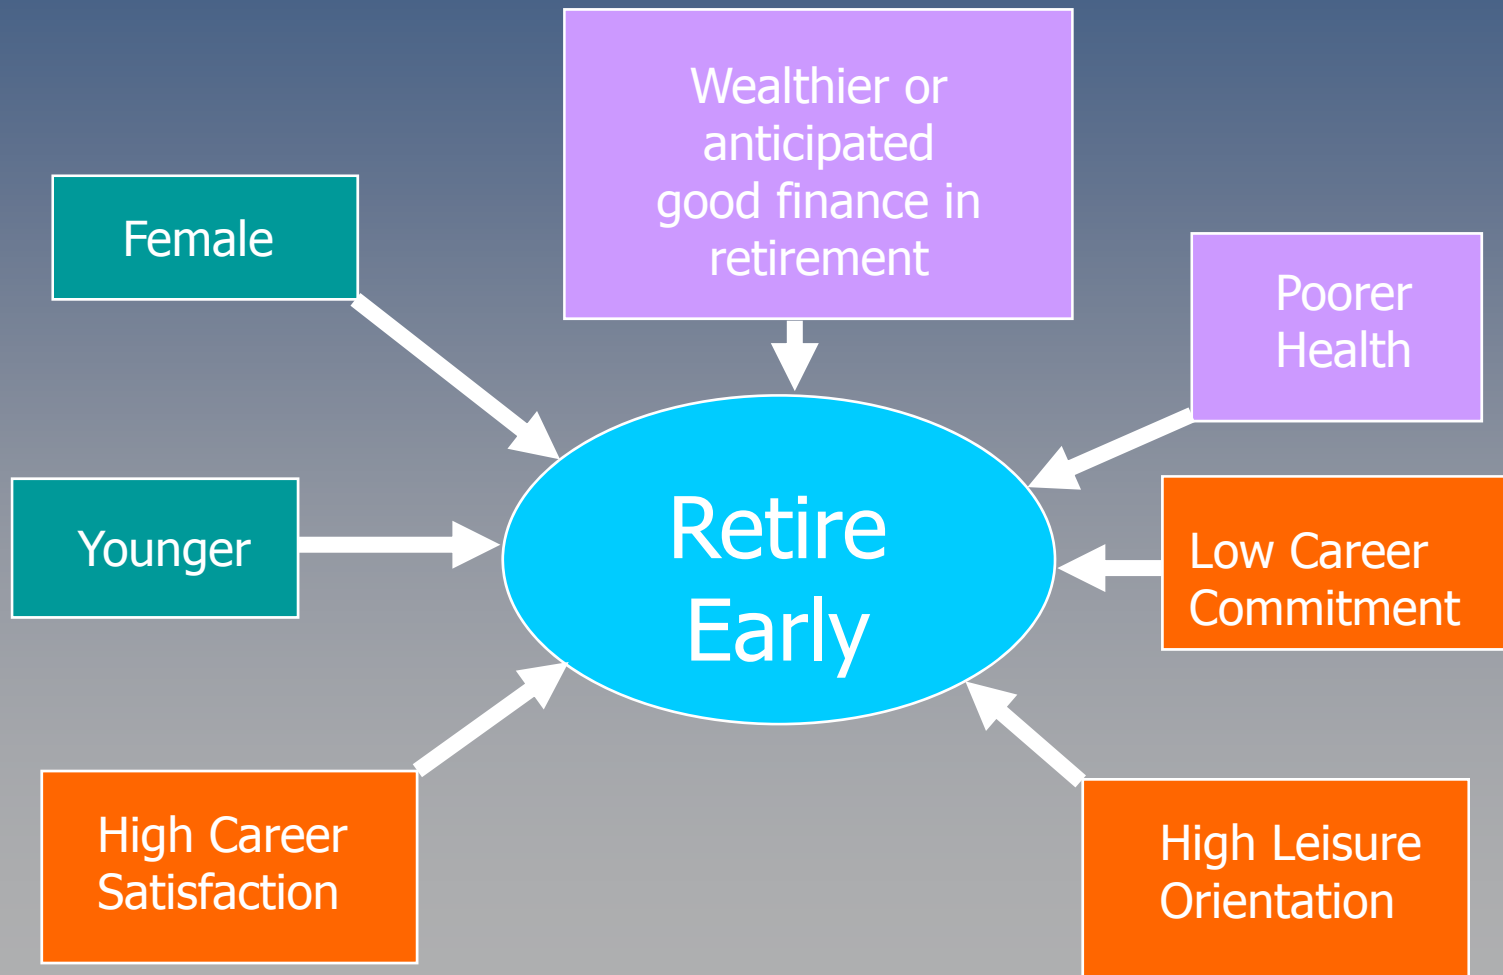 Wealthier or
anticipated
good finance in
retirement
Female
Poorer
Health
Younger
Retire
Early
Low Career
Commitment
High Career
Satisfaction
High Leisure
Orientation